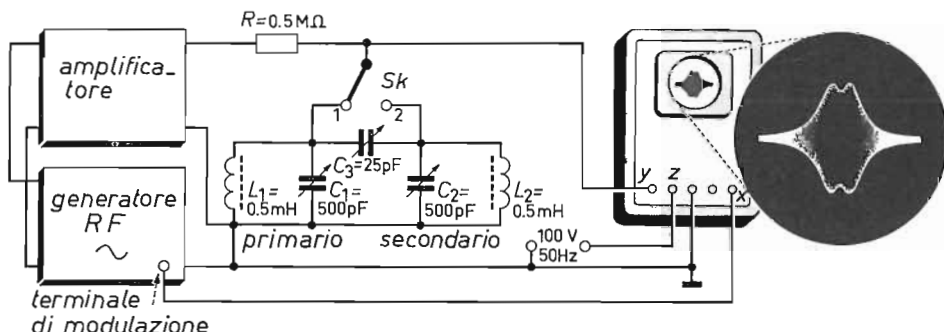 R=0.5MΩ
amplifica_
tore
Sk
1
2
C3=25pF
L1=
0.5mH
C1=
500pF
C2=
500pF
L2=
0.5mH
generatore
RF
~
primario
secondario
terminale
di modulazione
100 V
50Hz
y
z
x